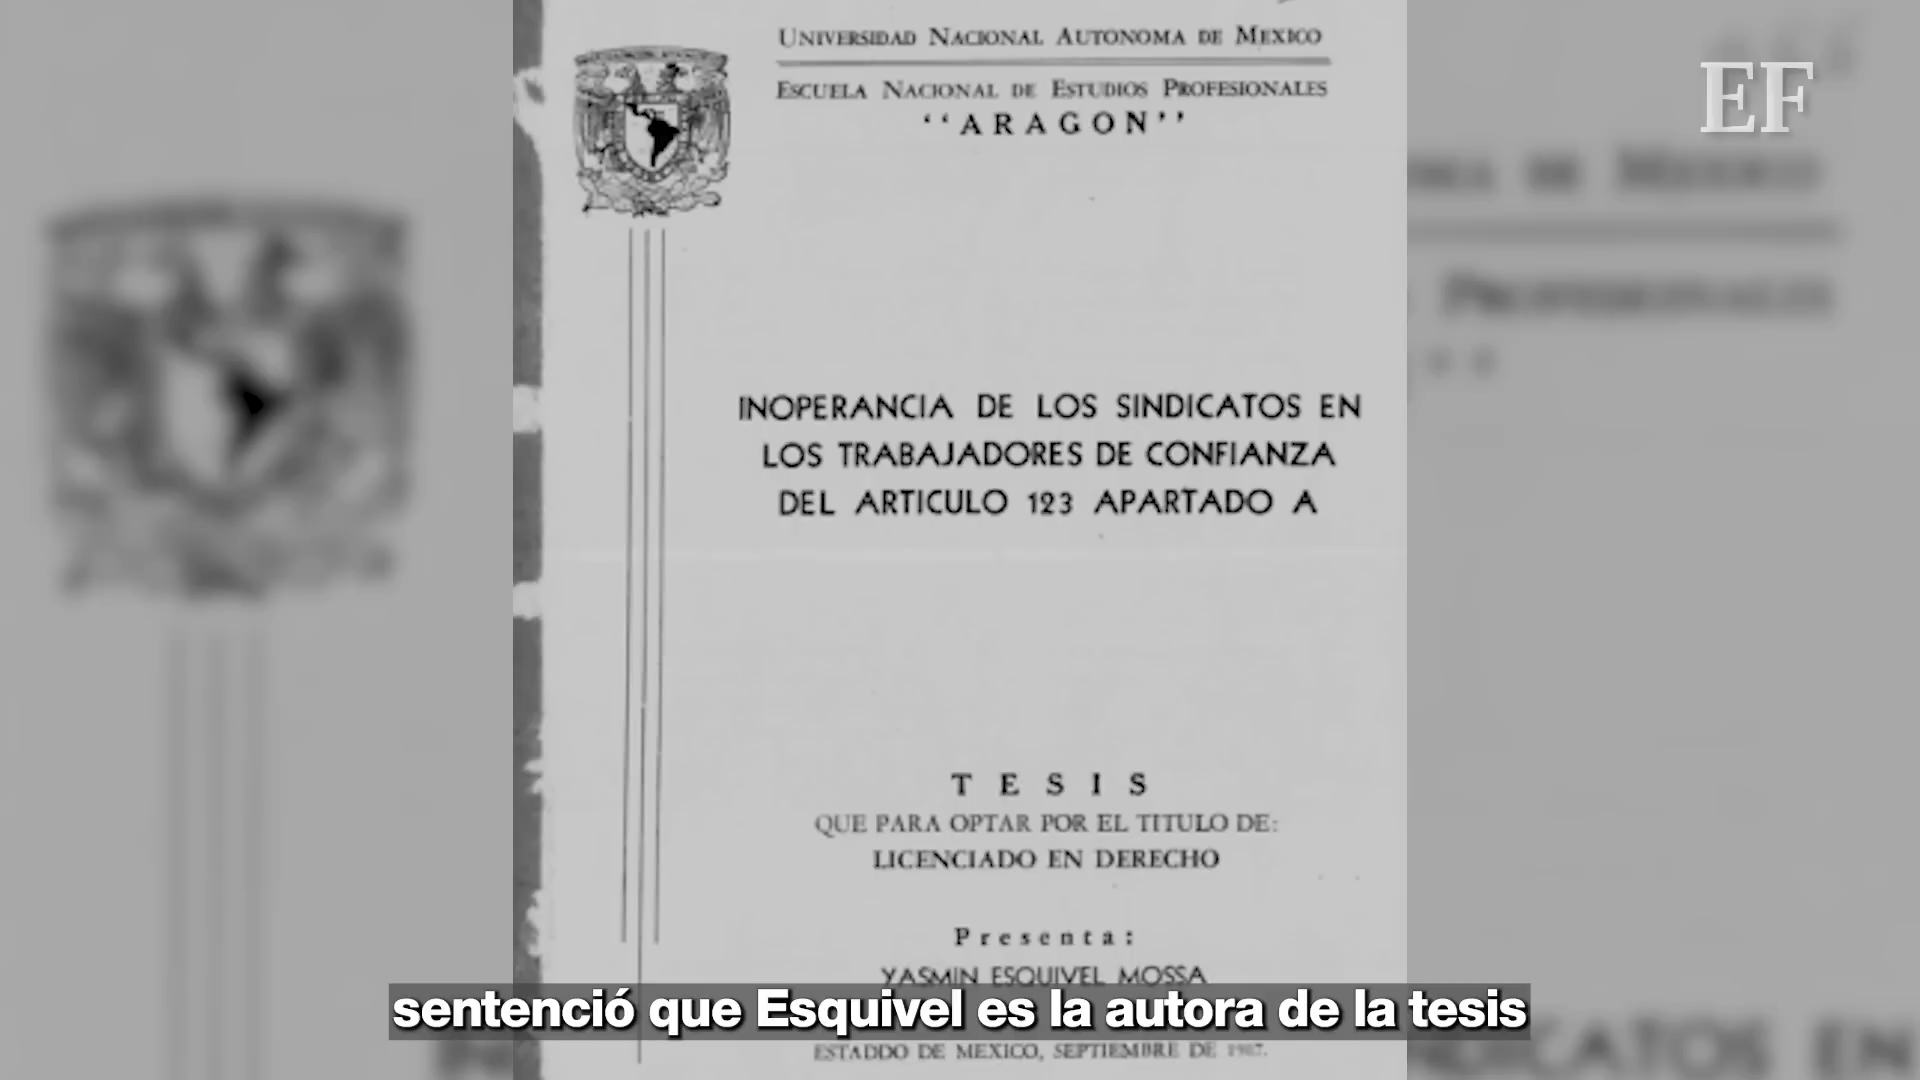 UNIVERSIDAD NACIONAL AUTONOMA DE MEXICO
ESCUELA NACIONAL DE ESTUDIOS PROFESIONALES
''ARAGON''
EF
INOPERANCIA DE LOS SINDICATOS EN
LOS TRABAJADORES DE CONFIANZA
DEL ARTICULO 123 APARTADO A
TESIS
QUE PARA OPTAR POR EL TITULO DE:
LICENCIADO EN DERECHO
Presenta:
YASMIN ESQUIVEL MOSSA
sentenció que Esquivel es la autora de la tesis
ESTADDO DE MEXICO, SEPTIEMBRE DE 1987.